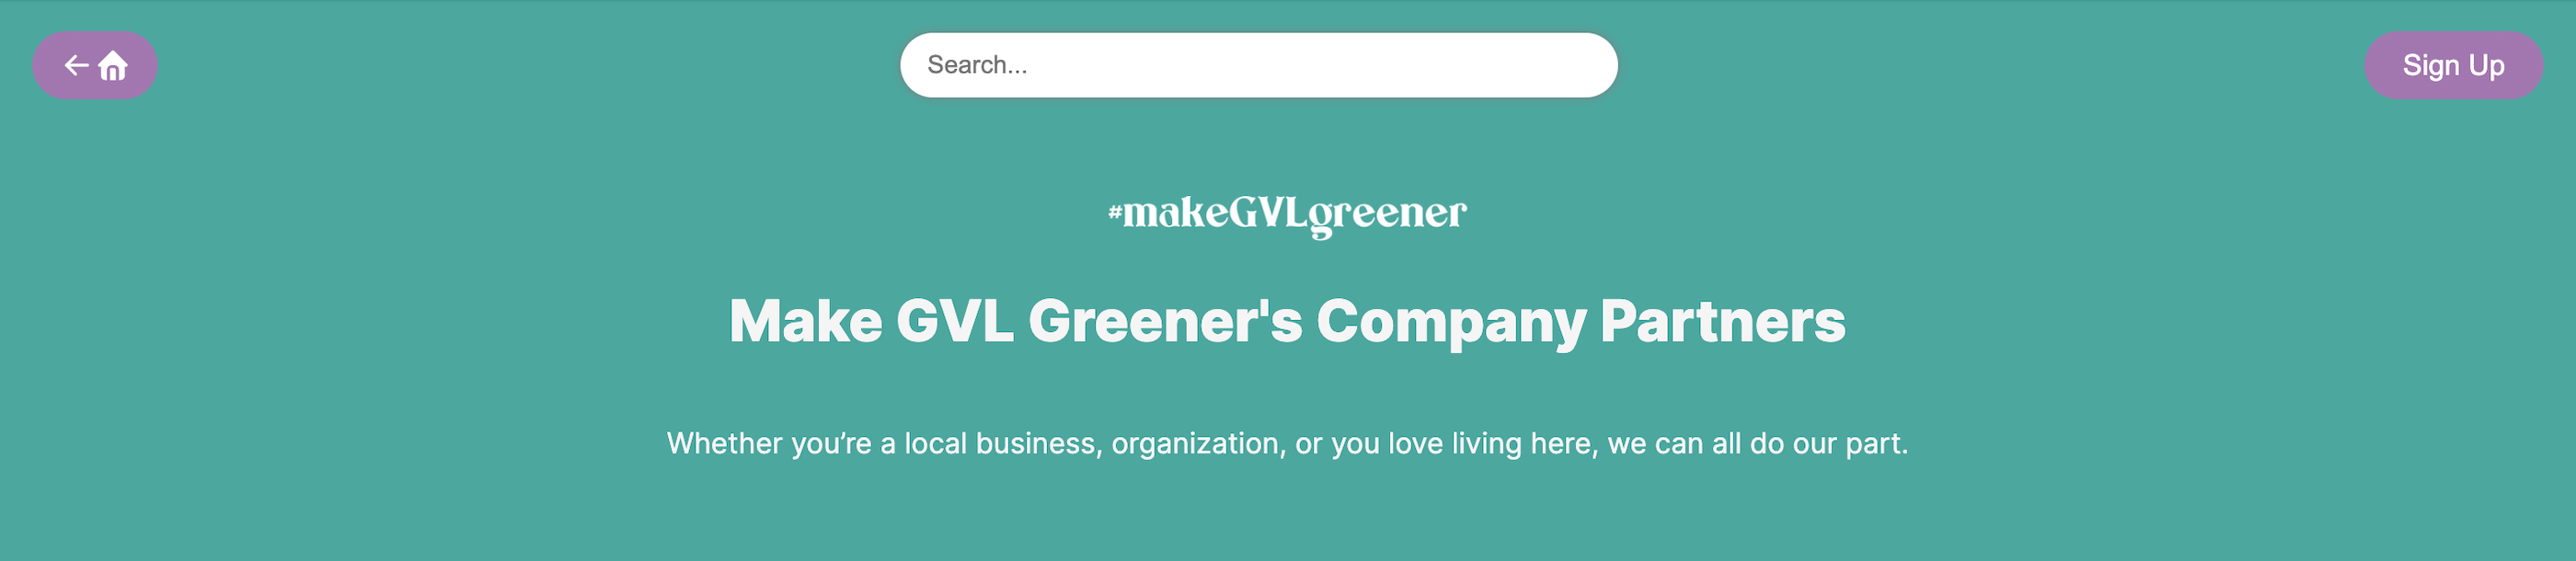 Search...
Sign Up
#makeGVLgreener
Make GVL Greener's Company Partners
Whether you’re a local business, organization, or you love living here, we can all do our part.